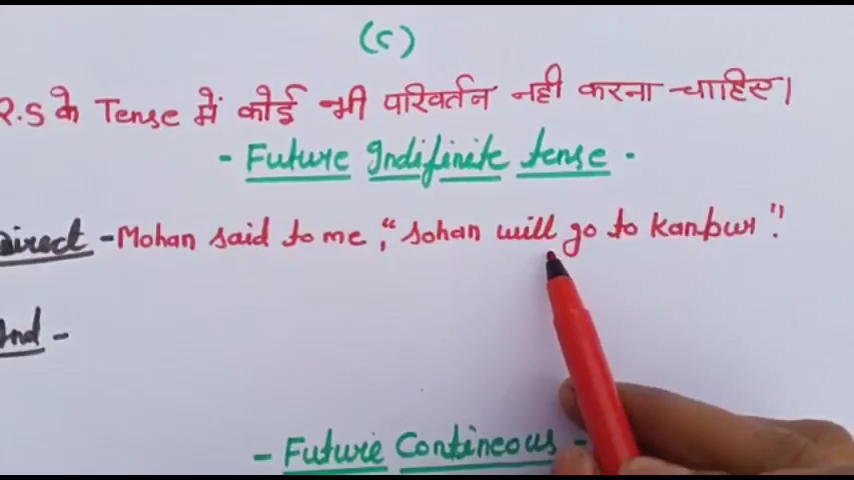 (C)
R.S के Tense में कोई भी परिवर्तन नही करना चाहिए।
- Future Indifinite tense -
Direct - Mohan said to me, "Sohan will go to Kanpur".
Ind -
- Future Contineous -